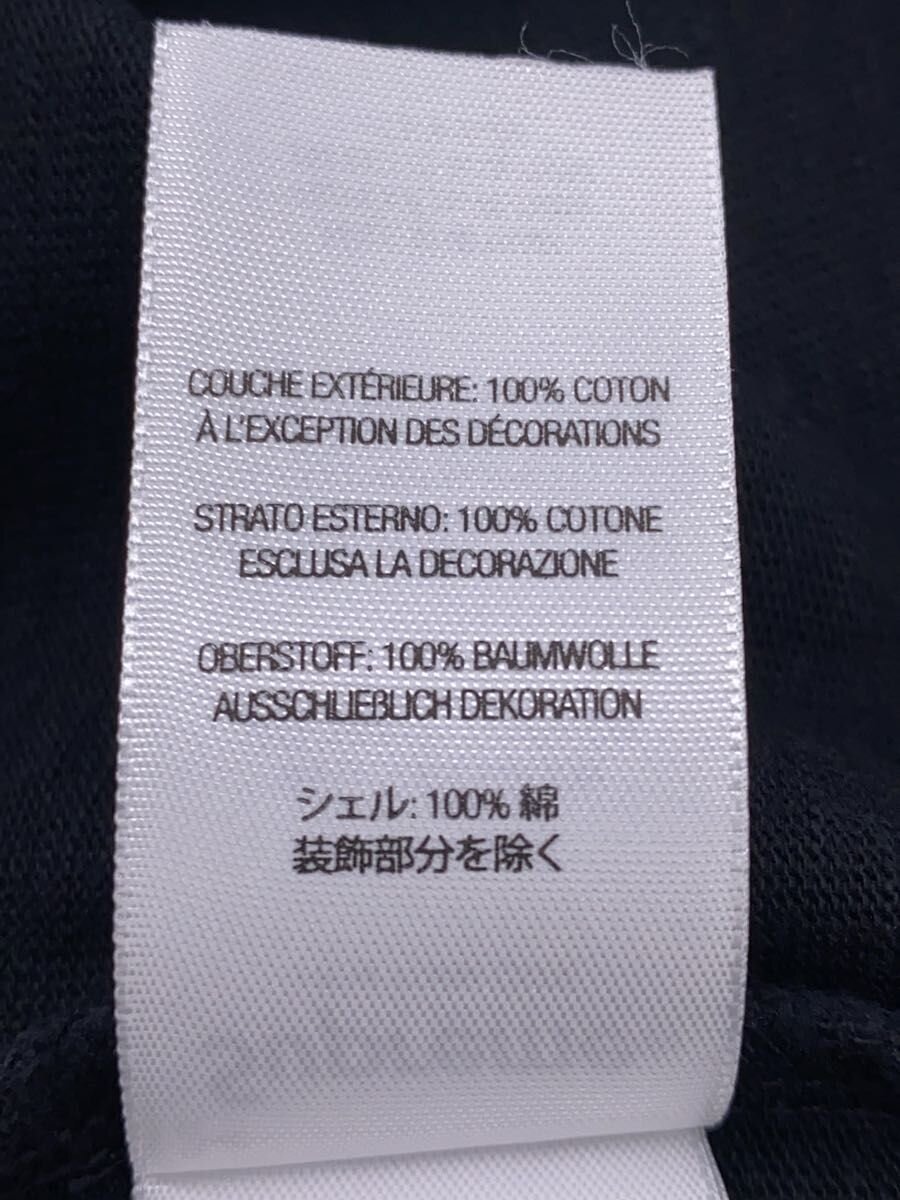 COUCHE EXTÉRIEURE: 100% COTON
À L'EXCEPTION DES DÉCORATIONS
STRATO ESTERNO: 100% COTONE
ESCLUSA LA DECORAZIONE
OBERSTOFF: 100% BAUMWOLLE
AUSSCHLIEßLICH DEKORATION
シェル: 100% 綿
装飾部分を除く